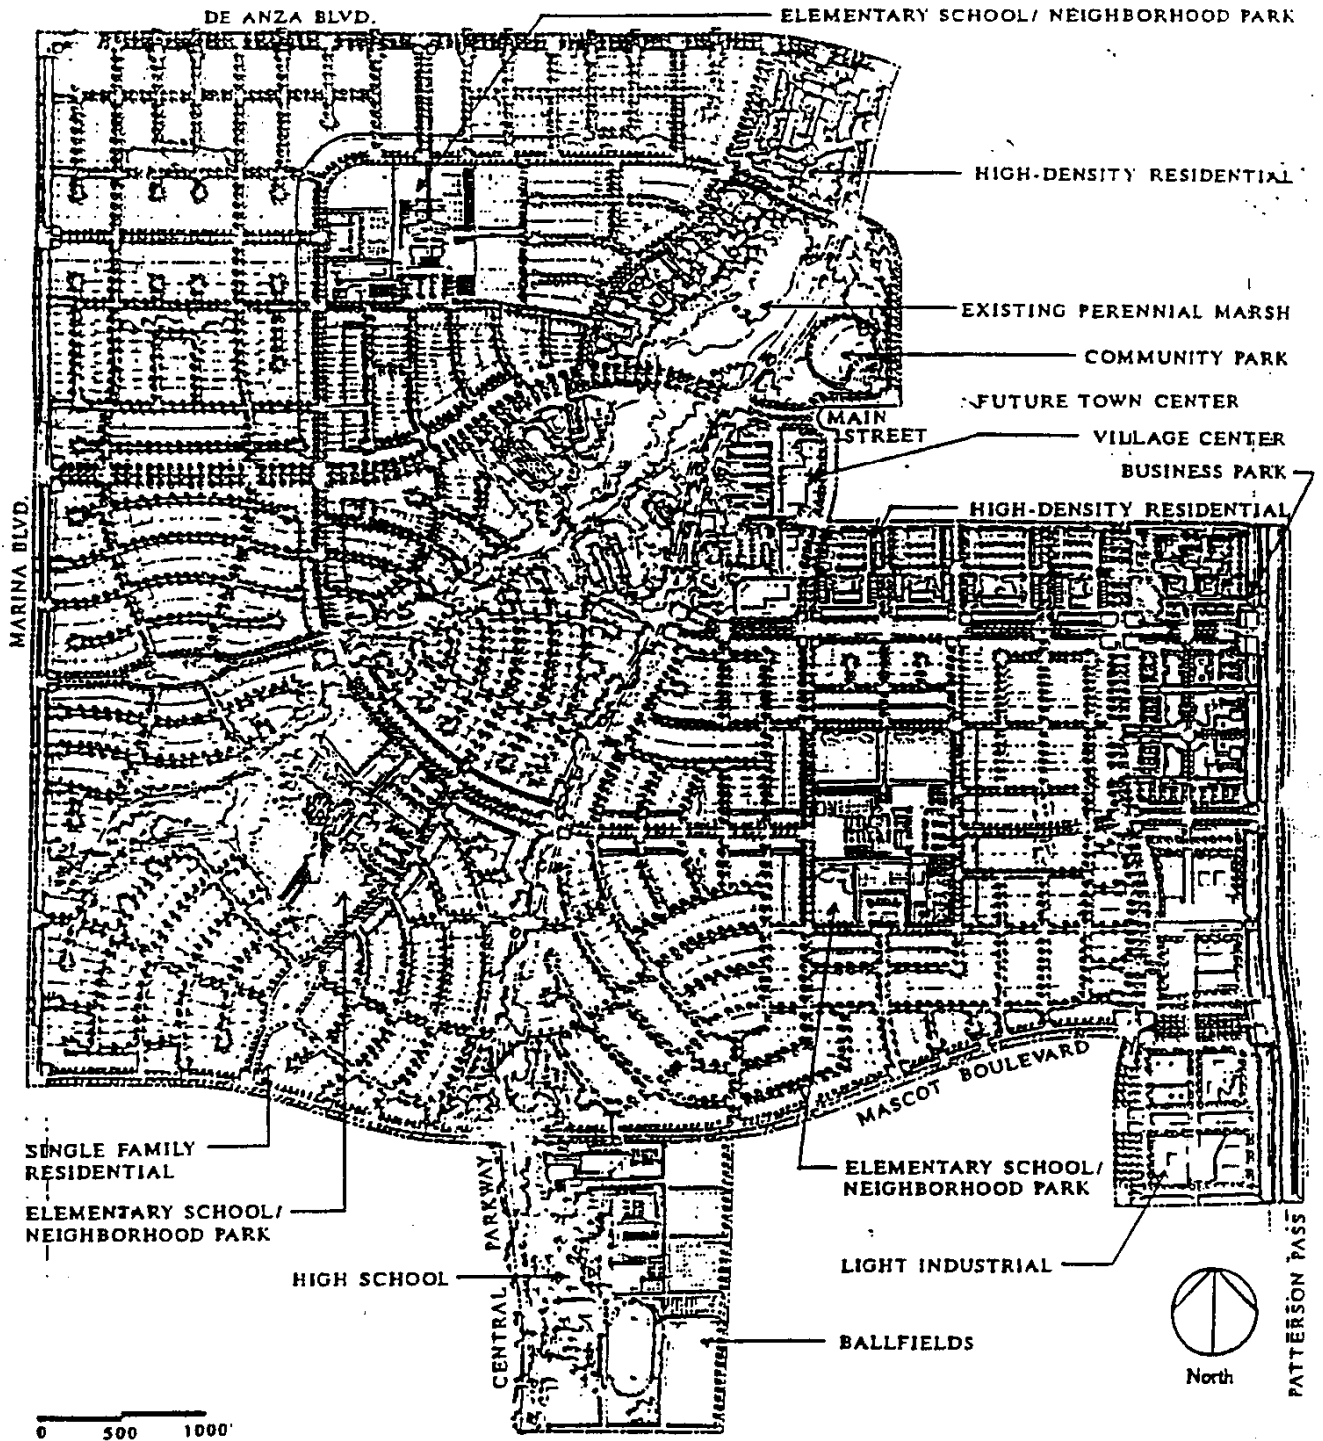 DE ANZA BLVD.
ELEMENTARY SCHOOL/ NEIGHBORHOOD PARK
HIGH-DENSITY RESIDENTIAL
EXISTING PERENNIAL MARSH
COMMUNITY PARK
FUTURE TOWN CENTER
MAIN
STREET
VILLAGE CENTER
BUSINESS PARK
HIGH-DENSITY RESIDENTIAL
MARINA BLVD.
MASCOT BOULEVARD
SINGLE FAMILY
RESIDENTIAL
ELEMENTARY SCHOOL/
NEIGHBORHOOD PARK
ELEMENTARY SCHOOL/
NEIGHBORHOOD PARK
CENTRAL PARKWAY
HIGH SCHOOL
LIGHT INDUSTRIAL
BALLFIELDS
PATTERSON PASS
North
0 500 1000'